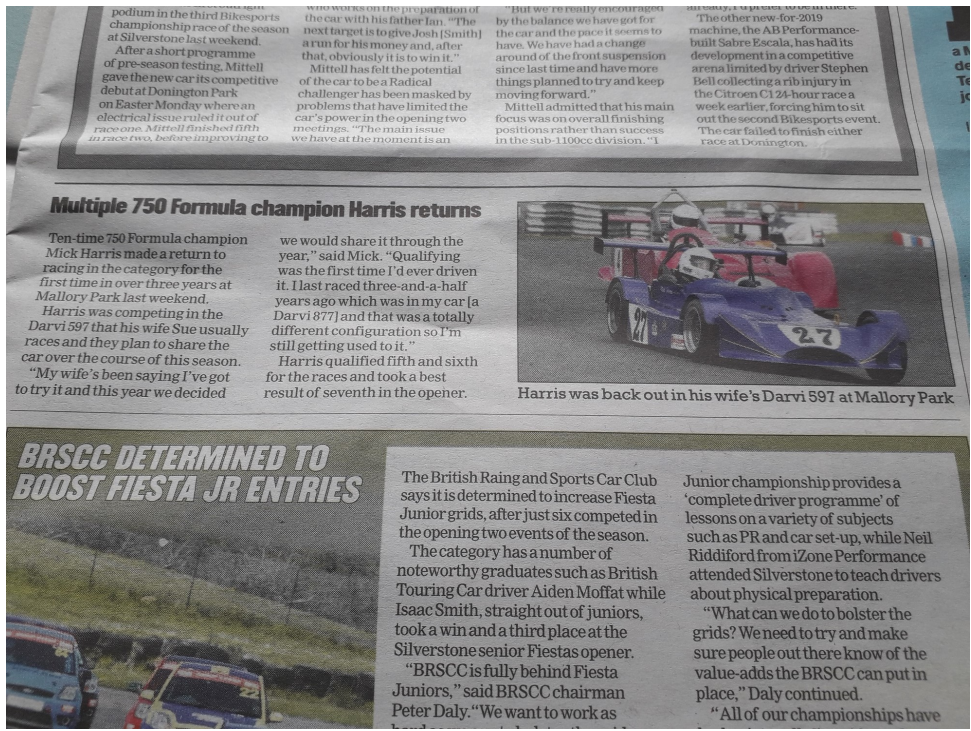 podium in the third Bikesports
championship race of the season
at Silverstone last weekend.
After a short programme
of pre-season testing, Mittell
gave the new car its competitive
debut at Donington Park
on Easter Monday where an
electrical issue ruled it out of
race one. Mittell finished fifth
in race two, before improving to
who works on the preparation of
the car with his father Ian. "The
next target is to give Josh [Smith]
a run for his money and, after
that, obviously it is to win it."
Mittell has felt the potential
of the car to be a Radical
challenger has been masked by
problems that have limited the
car's power in the opening two
meetings. "The main issue
we have at the moment is an
"But we're really encouraged
by the balance we have got for
the car and the pace it seems to
have. We have had a change
around of the front suspension
since last time and have more
things planned to try and keep
moving forward."
Mittell admitted that his main
focus was on overall finishing
positions rather than success
in the sub-1100cc division. "I
already, I'd prefer to be in there."
The other new-for-2019
machine, the AB Performance-
built Sabre Escala, has had its
development in a competitive
arena limited by driver Stephen
Bell collecting a rib injury in
the Citroen C1 24-hour race a
week earlier, forcing him to sit
out the second Bikesports event.
The car failed to finish either
race at Donington.
Multiple 750 Formula champion Harris returns
Ten-time 750 Formula champion
Mick Harris made a return to
racing in the category for the
first time in over three years at
Mallory Park last weekend.
Harris was competing in the
Darvi 597 that his wife Sue usually
races and they plan to share the
car over the course of this season.
"My wife's been saying I've got
to try it and this year we decided
we would share it through the
year," said Mick. "Qualifying
was the first time I'd ever driven
it. I last raced three-and-a-half
years ago which was in my car [a
Darvi 877] and that was a totally
different configuration so I'm
still getting used to it."
Harris qualified fifth and sixth
for the races and took a best
result of seventh in the opener.
27
27
Harris was back out in his wife's Darvi 597 at Mallory Park
BRSCC DETERMINED TO
BOOST FIESTA JR ENTRIES
22
The British Raing and Sports Car Club
says it is determined to increase Fiesta
Junior grids, after just six competed in
the opening two events of the season.
The category has a number of
noteworthy graduates such as British
Touring Car driver Aiden Moffat while
Isaac Smith, straight out of juniors,
took a win and a third place at the
Silverstone senior Fiestas opener.
"BRSCC is fully behind Fiesta
Juniors," said BRSCC chairman
Peter Daly. "We want to work as
Junior championship provides a
'complete driver programme' of
lessons on a variety of subjects
such as PR and car set-up, while Neil
Riddiford from iZone Performance
attended Silverstone to teach drivers
about physical preparation.
"What can we do to bolster the
grids? We need to try and make
sure people out there know of the
value-adds the BRSCC can put in
place," Daly continued.
"All of our championships have